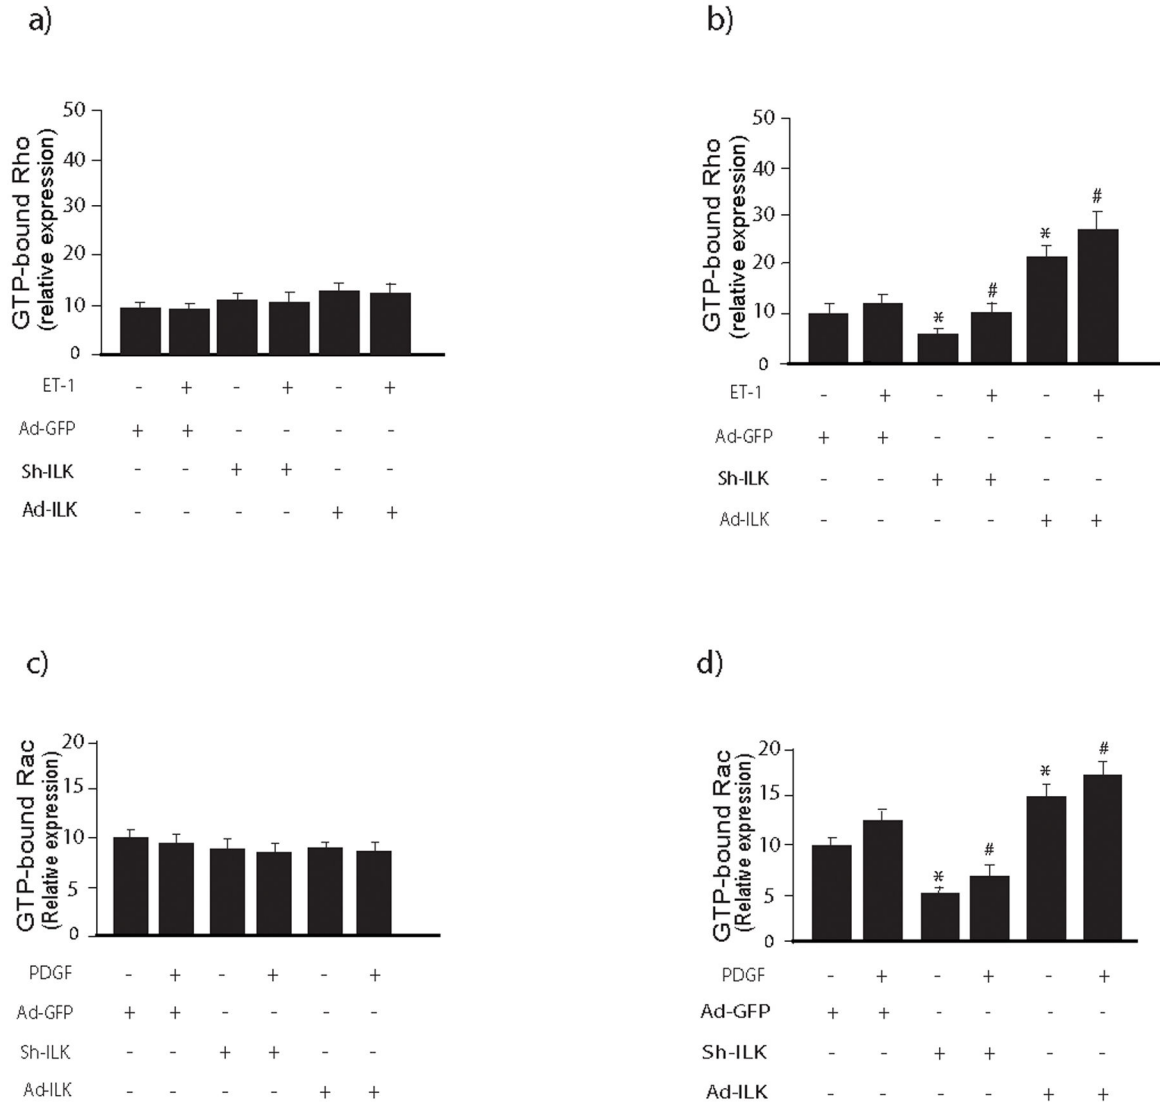 a)
GTP-bound Rho
(relative expression)
50
40
30
20
10
0
ET-1 - + - + - +
Ad-GFP + + - - - -
Sh-ILK - - + + - -
Ad-ILK - - - - + +
b)
GTP-bound Rho
(relative expression)
50
40
30
20
10
0
* # * #
ET-1 - + - + - +
Ad-GFP + + - - - -
Sh-ILK - - + + - -
Ad-ILK - - - - + +
c)
GTP-bound Rac
(Relative expression)
20
15
10
5
0
PDGF - + - + - +
Ad-GFP + + - - - -
Sh-ILK - - + + - -
Ad-ILK - - - - + +
d)
GTP-bound Rac
(Relative expression)
20
15
10
5
0
* # * #
PDGF - + - + - +
Ad-GFP + + - - - -
Sh-ILK - - + + - -
Ad-ILK - - - - + +